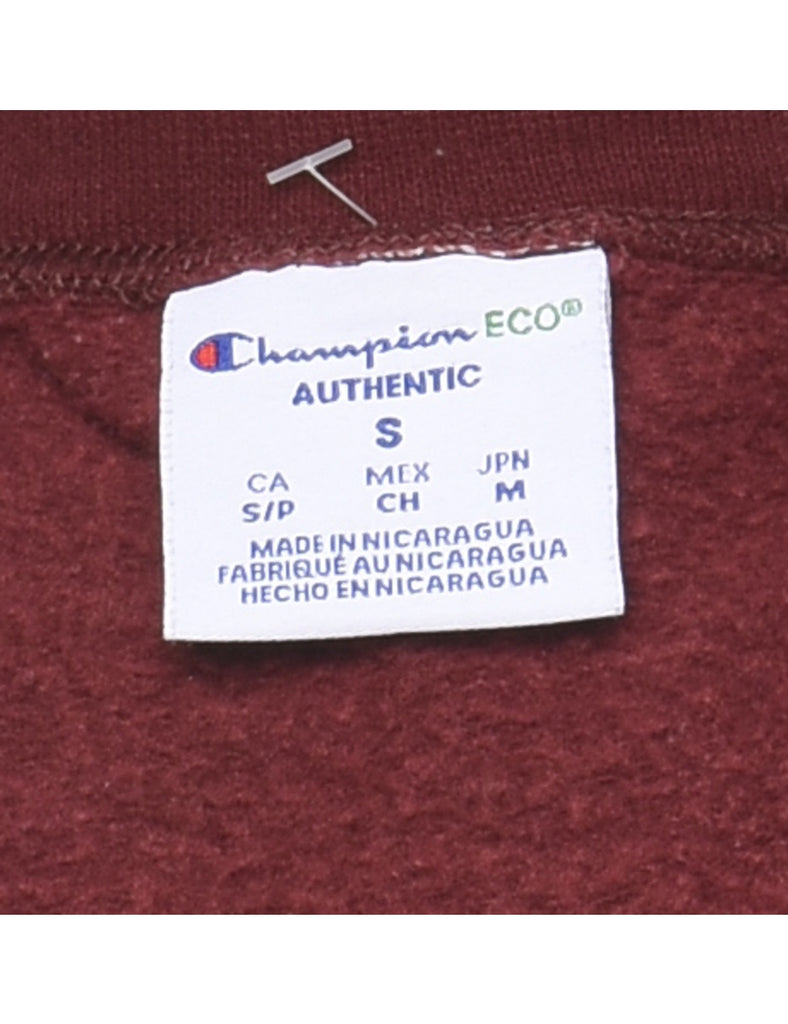 Champion ECO®
AUTHENTIC
S
CA MEX JPN
S/P CH M
MADE IN NICARAGUA
FABRIQUÉ AU NICARAGUA
HECHO EN NICARAGUA